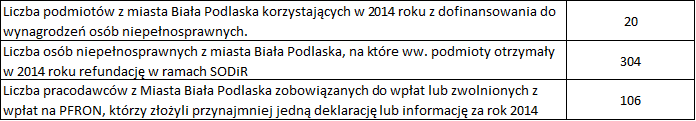 Liczba podmiotów z miasta Biała Podlaska korzystających w 2014 roku z dofinansowania do
wynagrodzeń osób niepełnosprawnych.
20
Liczba osób niepełnosprawnych z miasta Biała Podlaska, na które ww. podmioty otrzymały
w 2014 roku refundację w ramach SODiR
304
Liczba pracodawców z Miasta Biała Podlaska zobowiązanych do wpłat lub zwolnionych z
wpłat na PFRON, którzy złożyli przynajmniej jedną deklarację lub informację za rok 2014
106